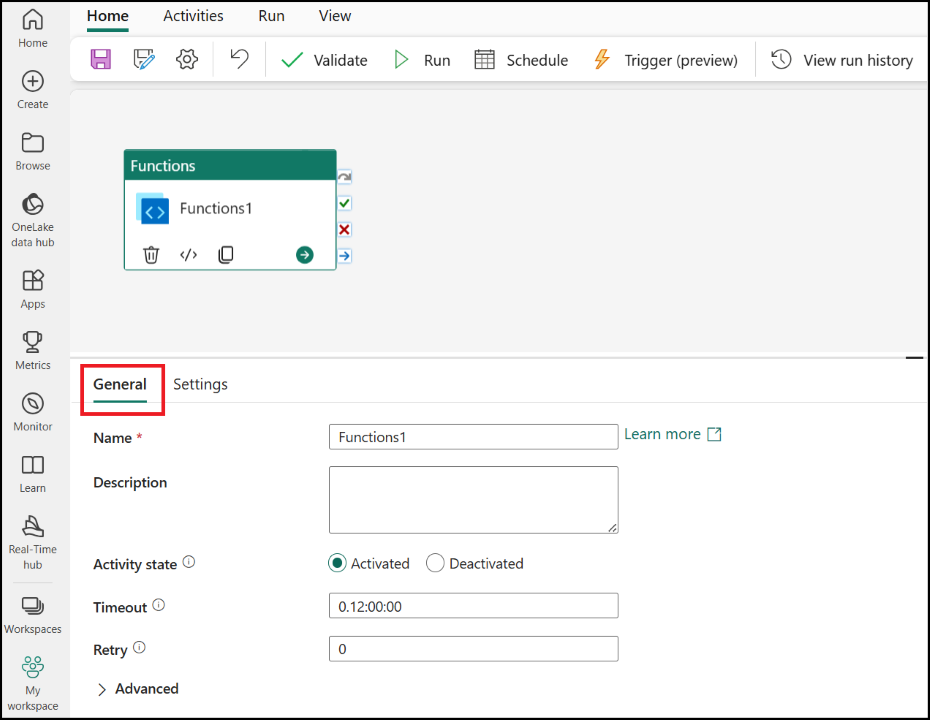 Home Activities Run View
Validate Run Schedule Trigger (preview) View run history
Home
Create
Browse
OneLake
data hub
Apps
Metrics
Monitor
Learn
Real-Time
hub
Workspaces
My
workspace
Functions
Functions1
General Settings
Name * Functions1 Learn more
Description
Activity state Activated Deactivated
Timeout 0.12:00:00
Retry 0
Advanced